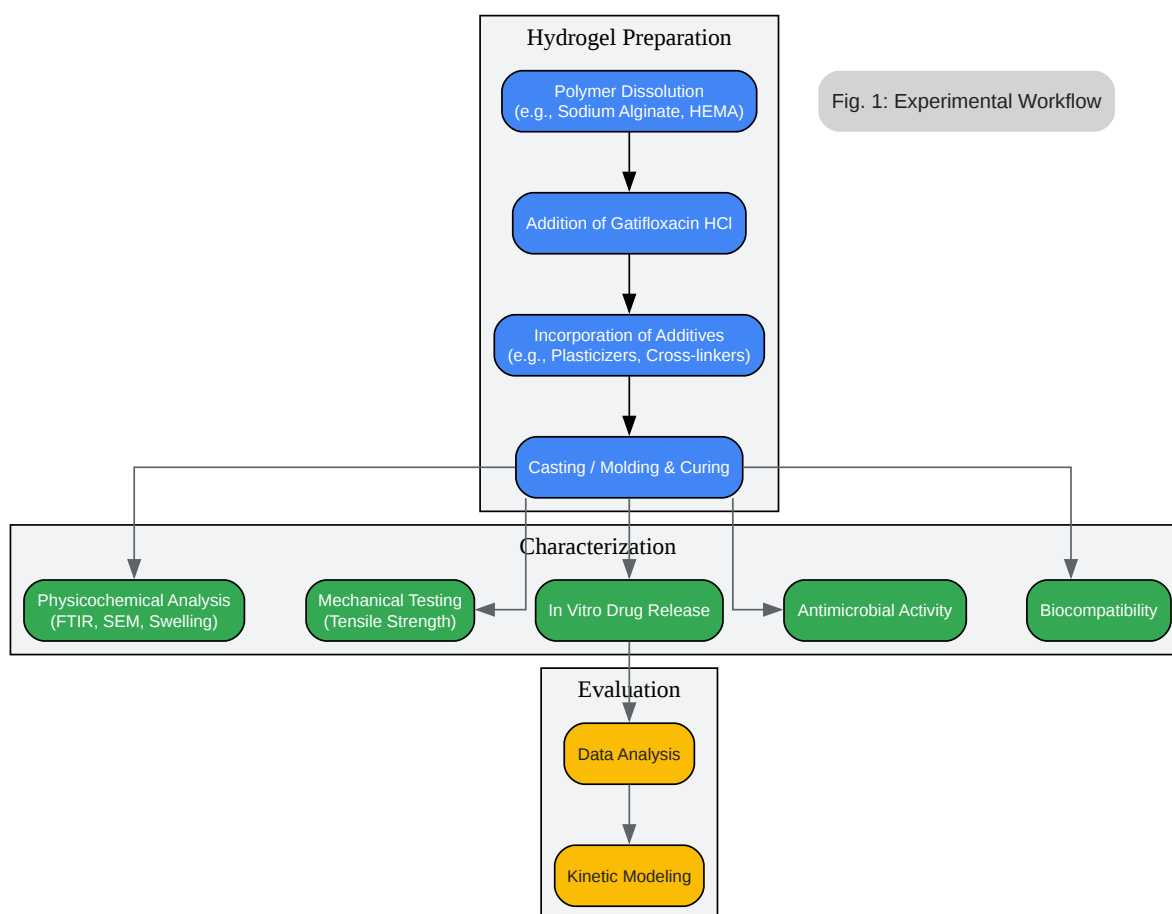 Hydrogel Preparation
Polymer Dissolution
(e.g., Sodium Alginate, HEMA)
Fig. 1: Experimental Workflow
Addition of Gatifloxacin HCl
Incorporation of Additives
(e.g., Plasticizers, Cross-linkers)
Casting / Molding & Curing
Characterization
Physicochemical Analysis
(FTIR, SEM, Swelling)
Mechanical Testing
(Tensile Strength)
In Vitro Drug Release
Antimicrobial Activity
Biocompatibility
Evaluation
Data Analysis
Kinetic Modeling